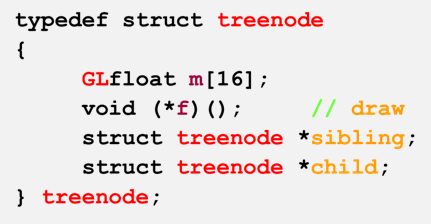 typedef struct treenode
{
GLfloat m[16];
void (*f)(); // draw
struct treenode *sibling;
struct treenode *child;
} treenode;